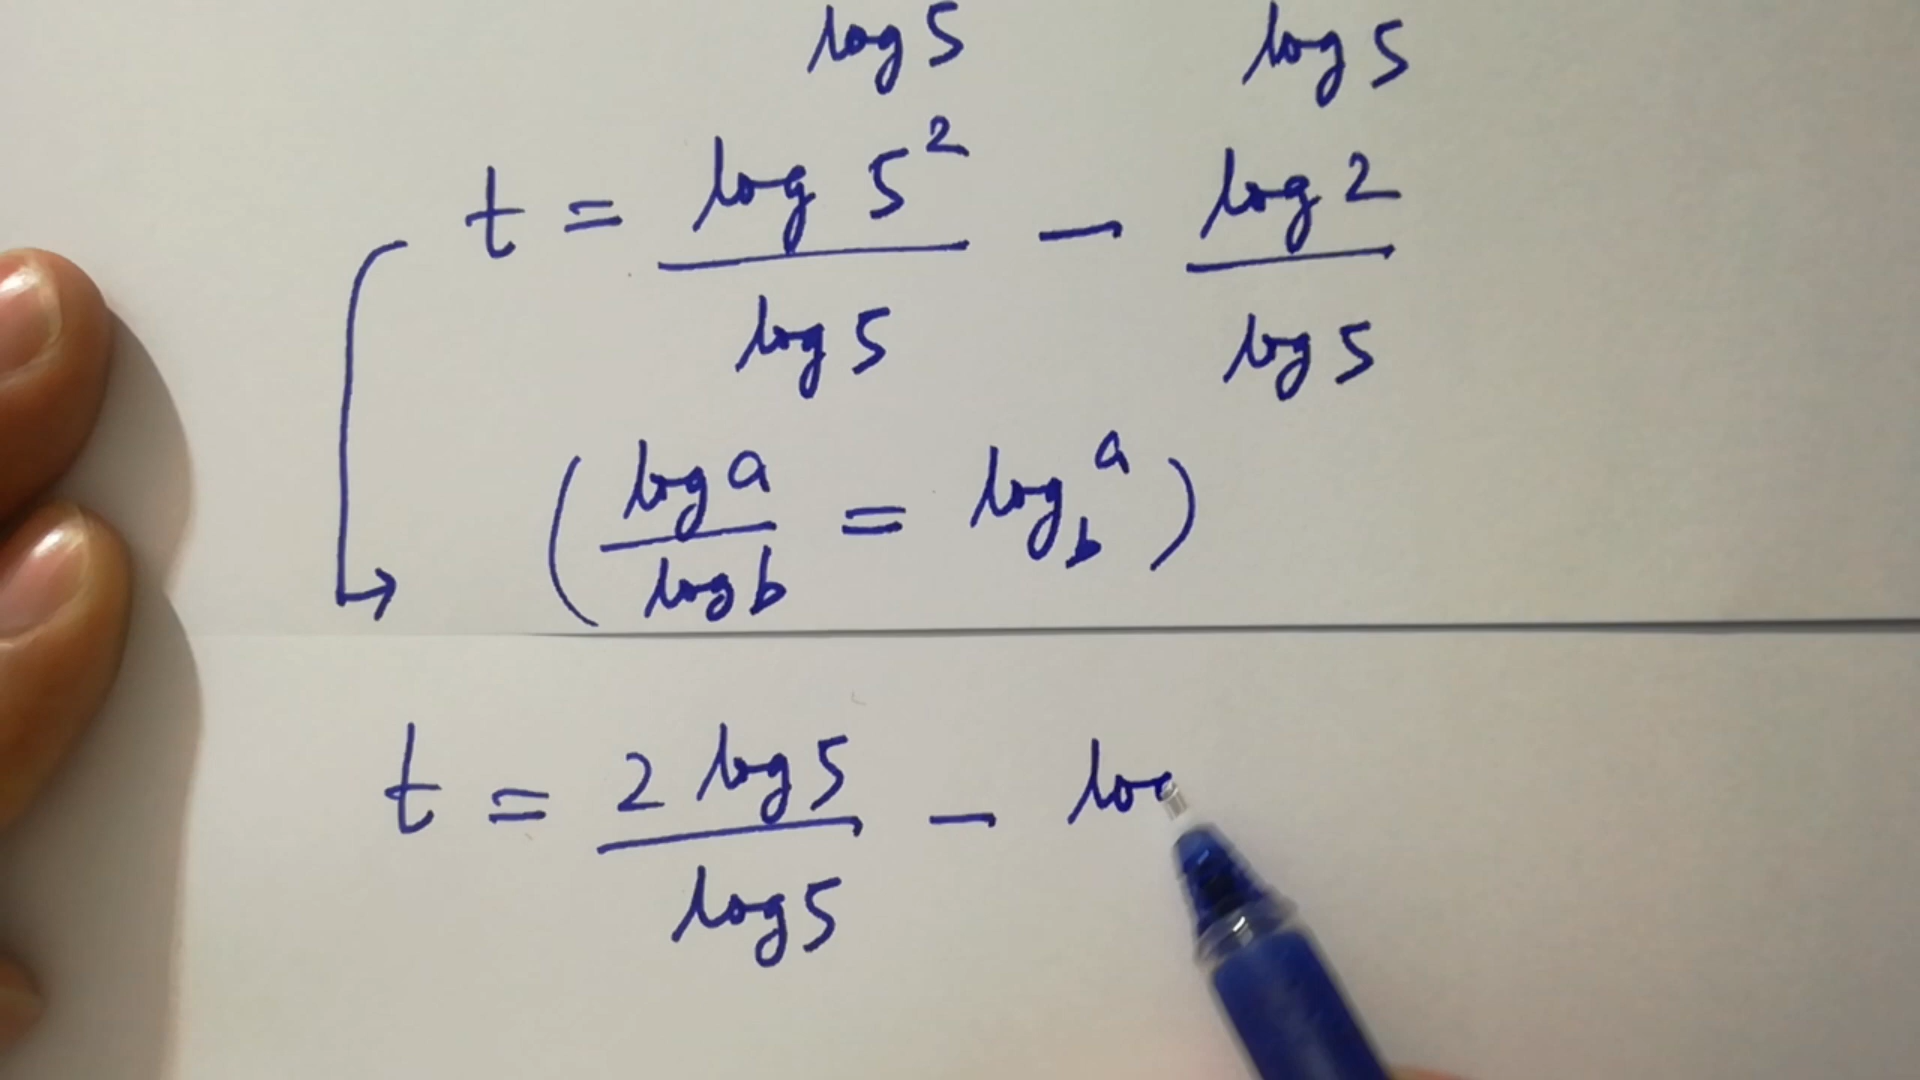 log 5 log 5
t = log 5² / log 5 - log 2 / log 5
( log a / log b = log_b a )
t = 2 log 5 / log 5 - lo